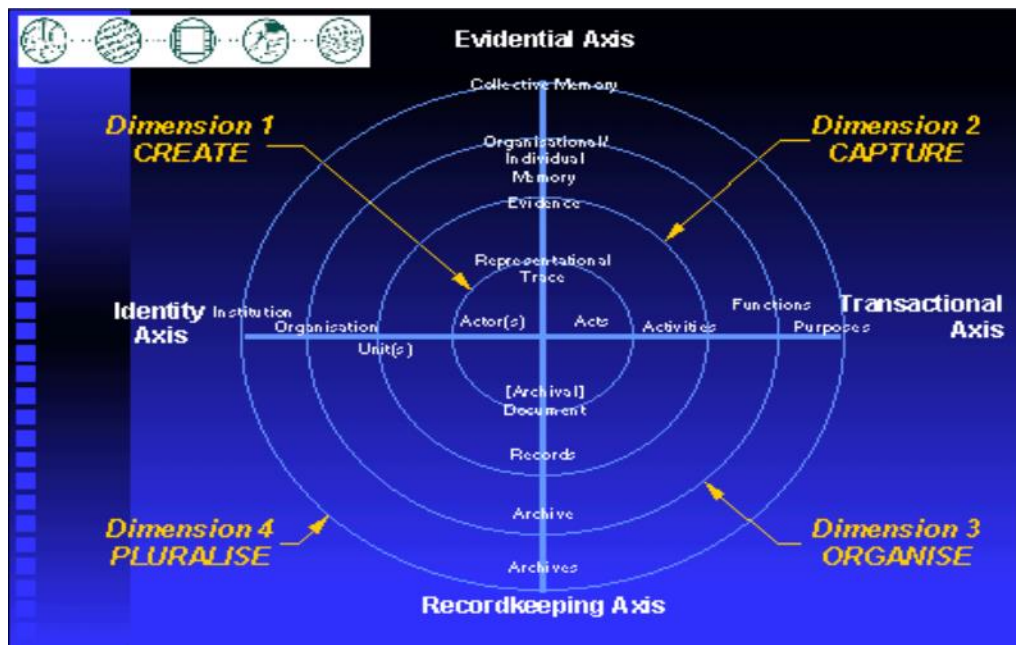 Evidential Axis
Collective Memory
Dimension 1
CREATE
Dimension 2
CAPTURE
Organisational/
Individual
Memory
Evidence
Representational
Trace
Identity
Axis
Institution
Organisation
Unit(s)
Actor(s)
Acts
Activities
Functions
Purposes
Transactional
Axis
[Archival]
Document
Records
Archive
Archives
Dimension 4
PLURALISE
Dimension 3
ORGANISE
Recordkeeping Axis